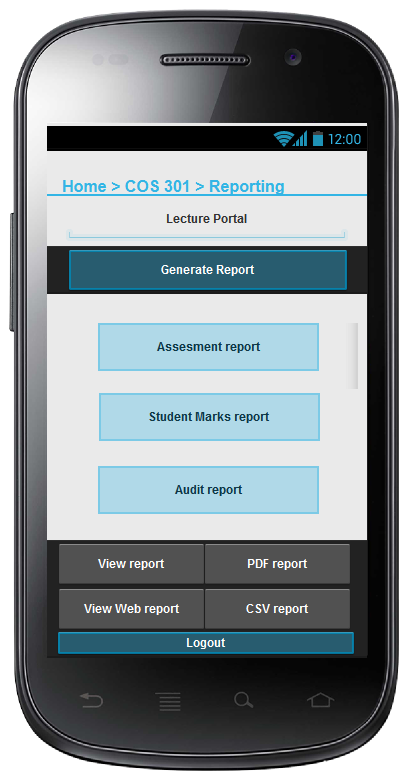 12:00
Home > COS 301 > Reporting
Lecture Portal
Generate Report
Assesment report
Student Marks report
Audit report
View report
PDF report
View Web report
CSV report
Logout